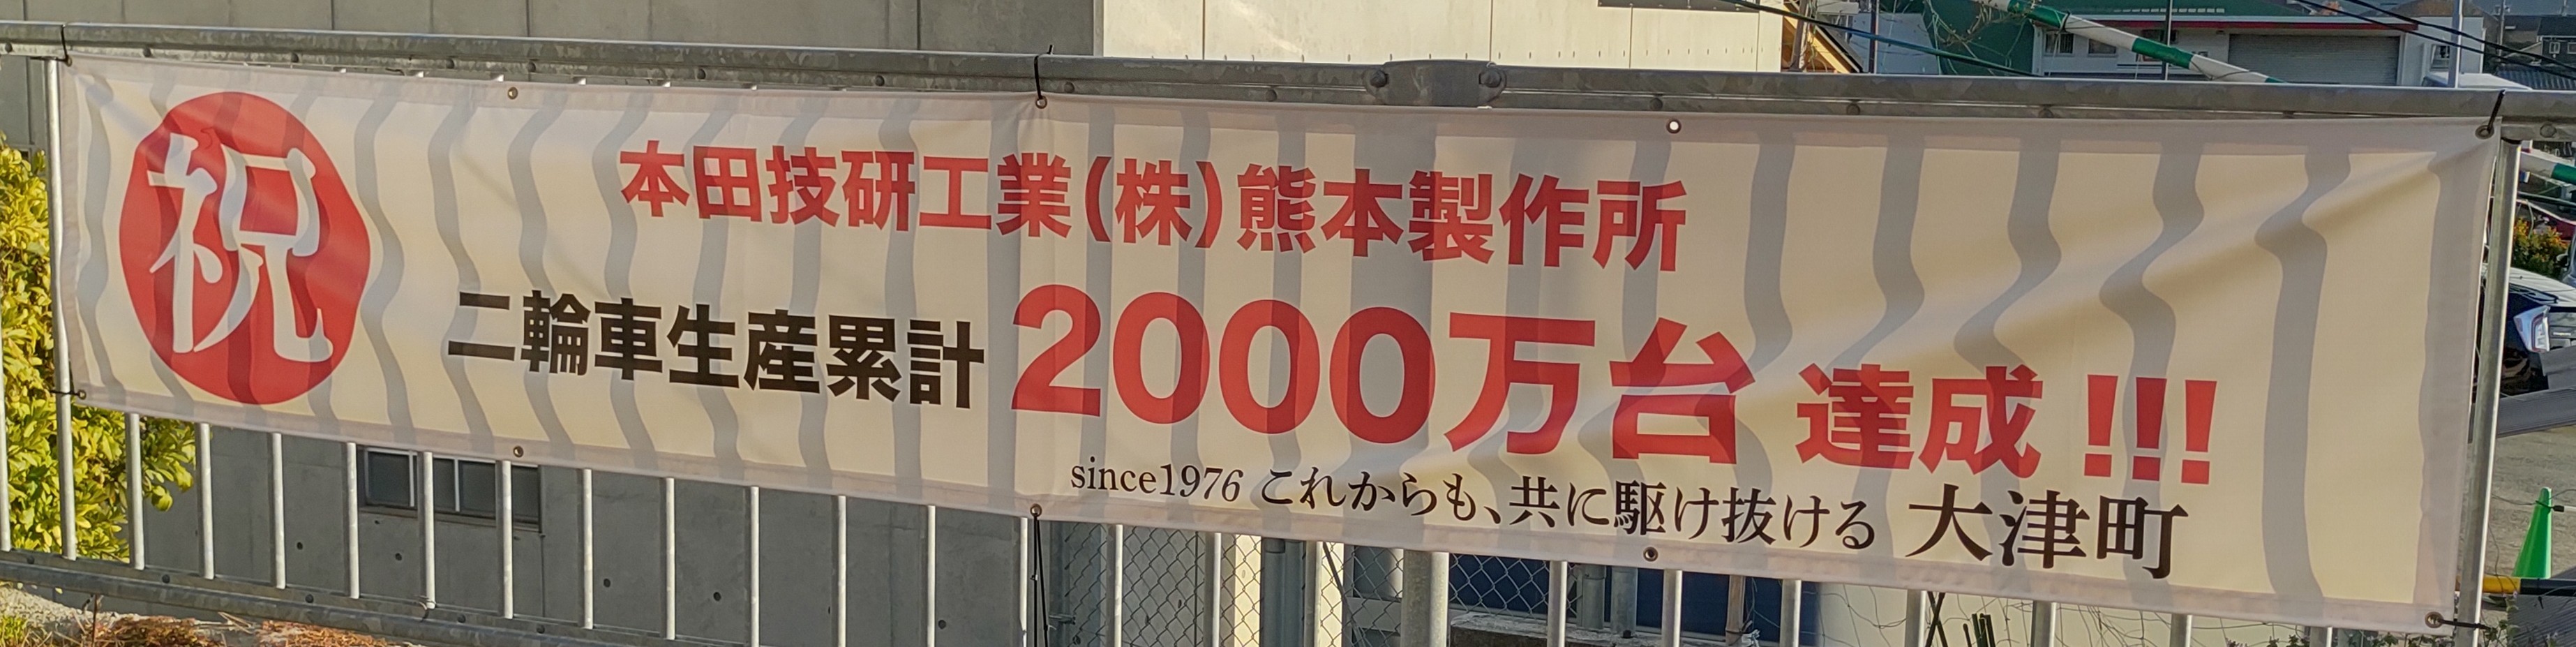 祝
本田技研工業(株)熊本製作所
二輪車生産累計2000万台 達成!!!
since1976 これからも、共に駆け抜ける 大津町